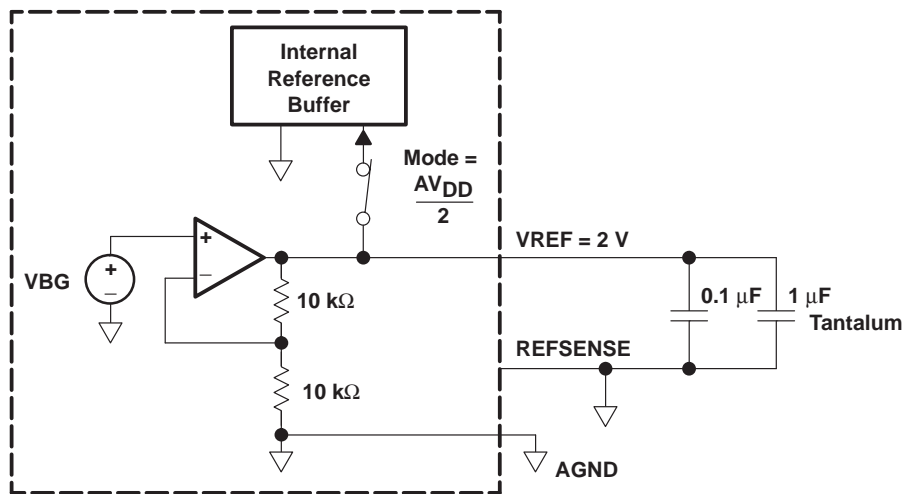 Internal
Reference
Buffer
Mode =
AVDD
2
+
−
VBG
+
−
VREF = 2 V
10 kΩ
0.1 μF
1 μF
Tantalum
REFSENSE
10 kΩ
AGND